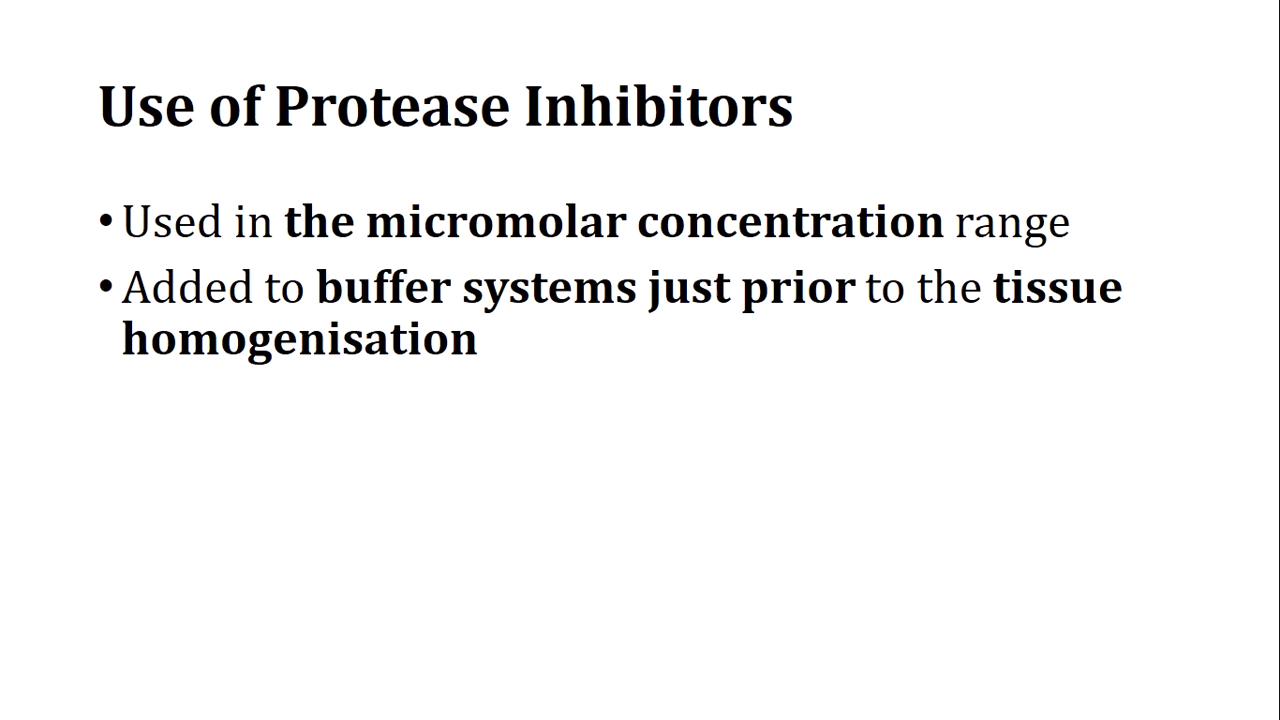 Use of Protease Inhibitors
• Used in the micromolar concentration range
• Added to buffer systems just prior to the tissue
homogenisation